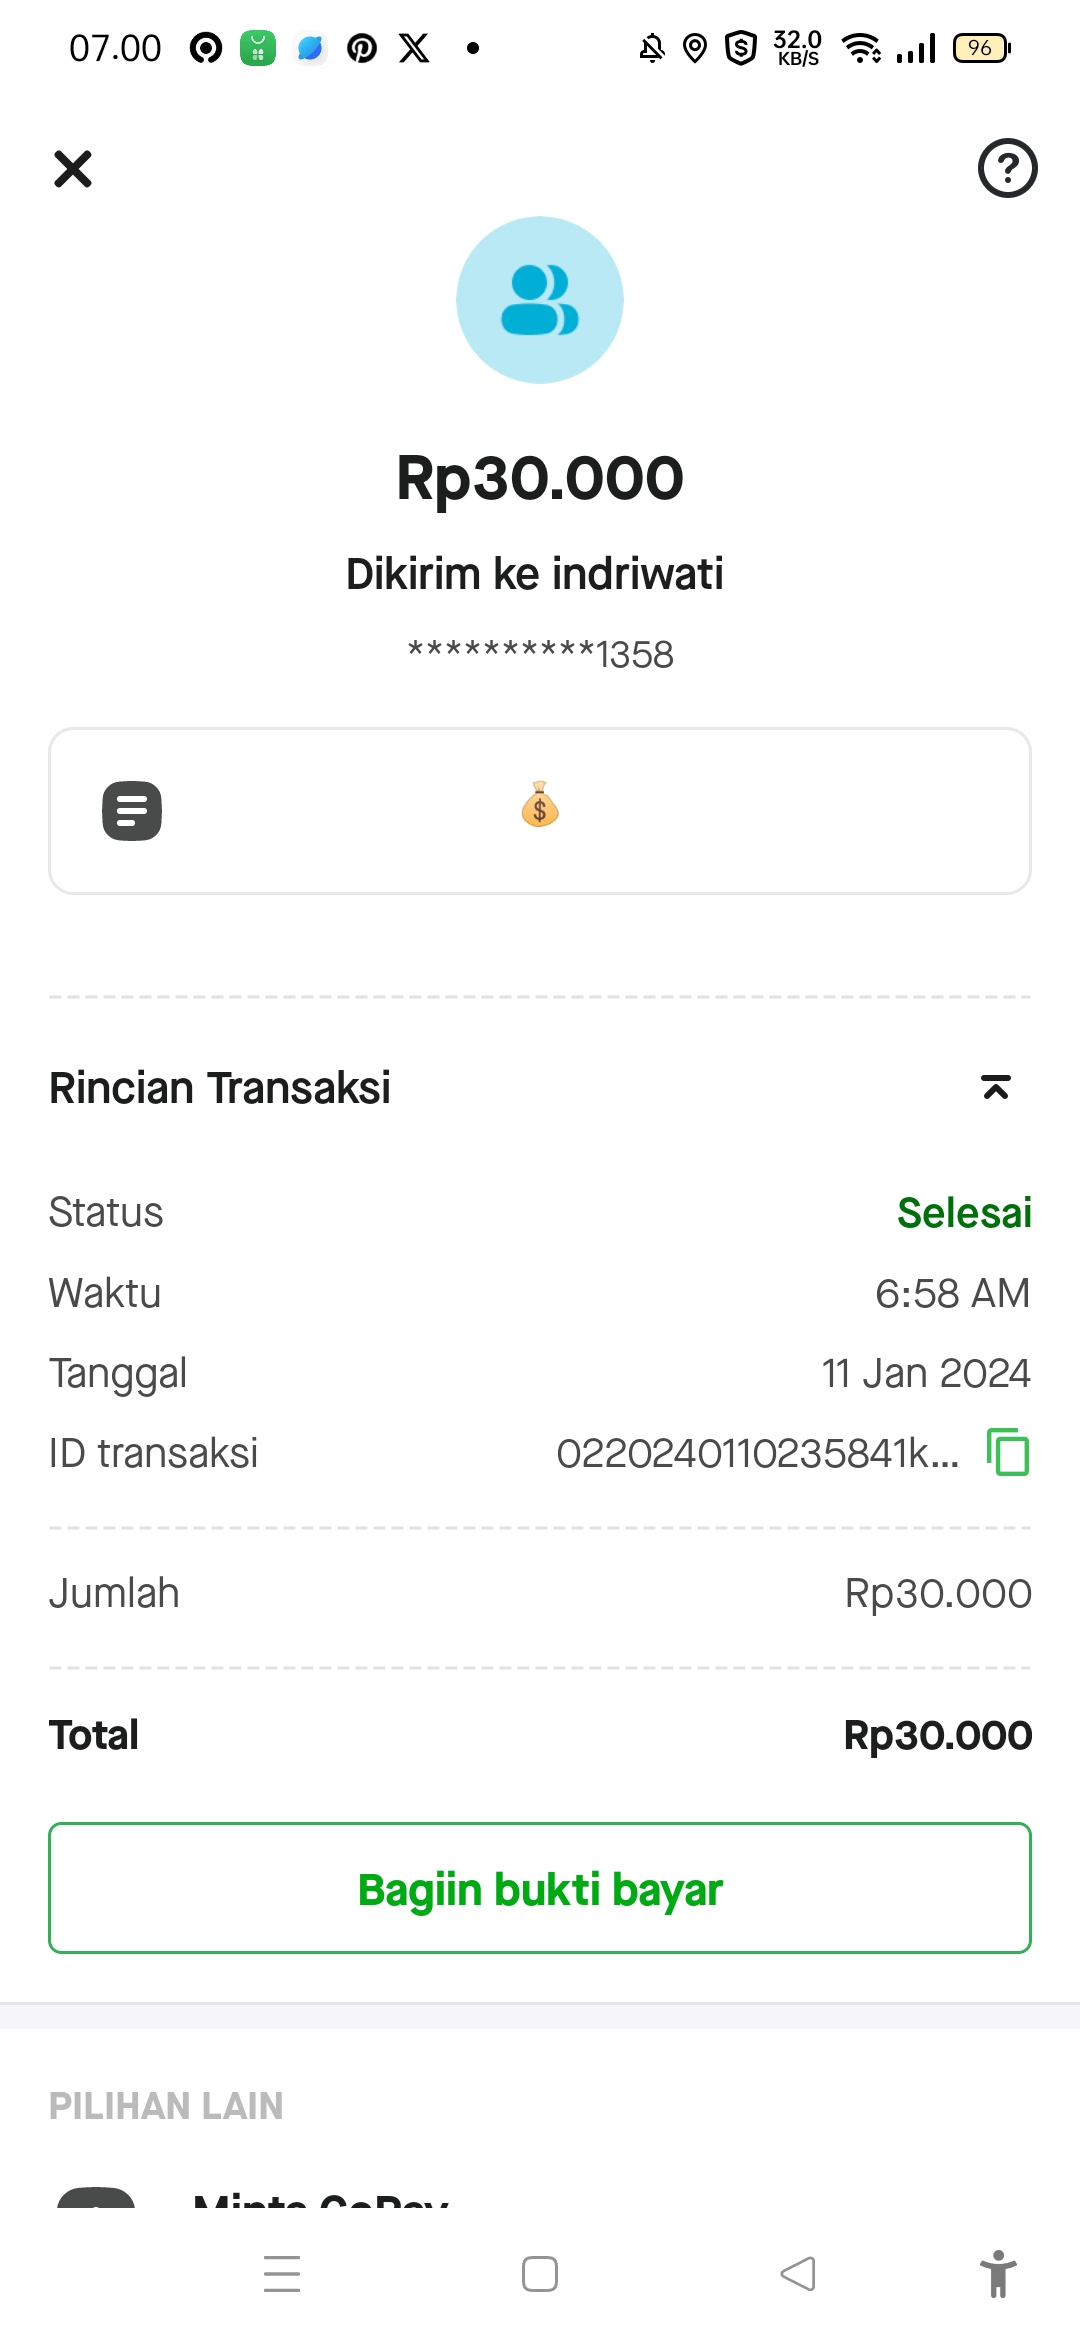 07.00
32.0
KB/S
96
Rp30.000
Dikirim ke indriwati
**********1358
Rincian Transaksi
Status Selesai
Waktu 6:58 AM
Tanggal 11 Jan 2024
ID transaksi 0220240110235841k...
Jumlah Rp30.000
Total Rp30.000
Bagiin bukti bayar
PILIHAN LAIN
Minta GoPay